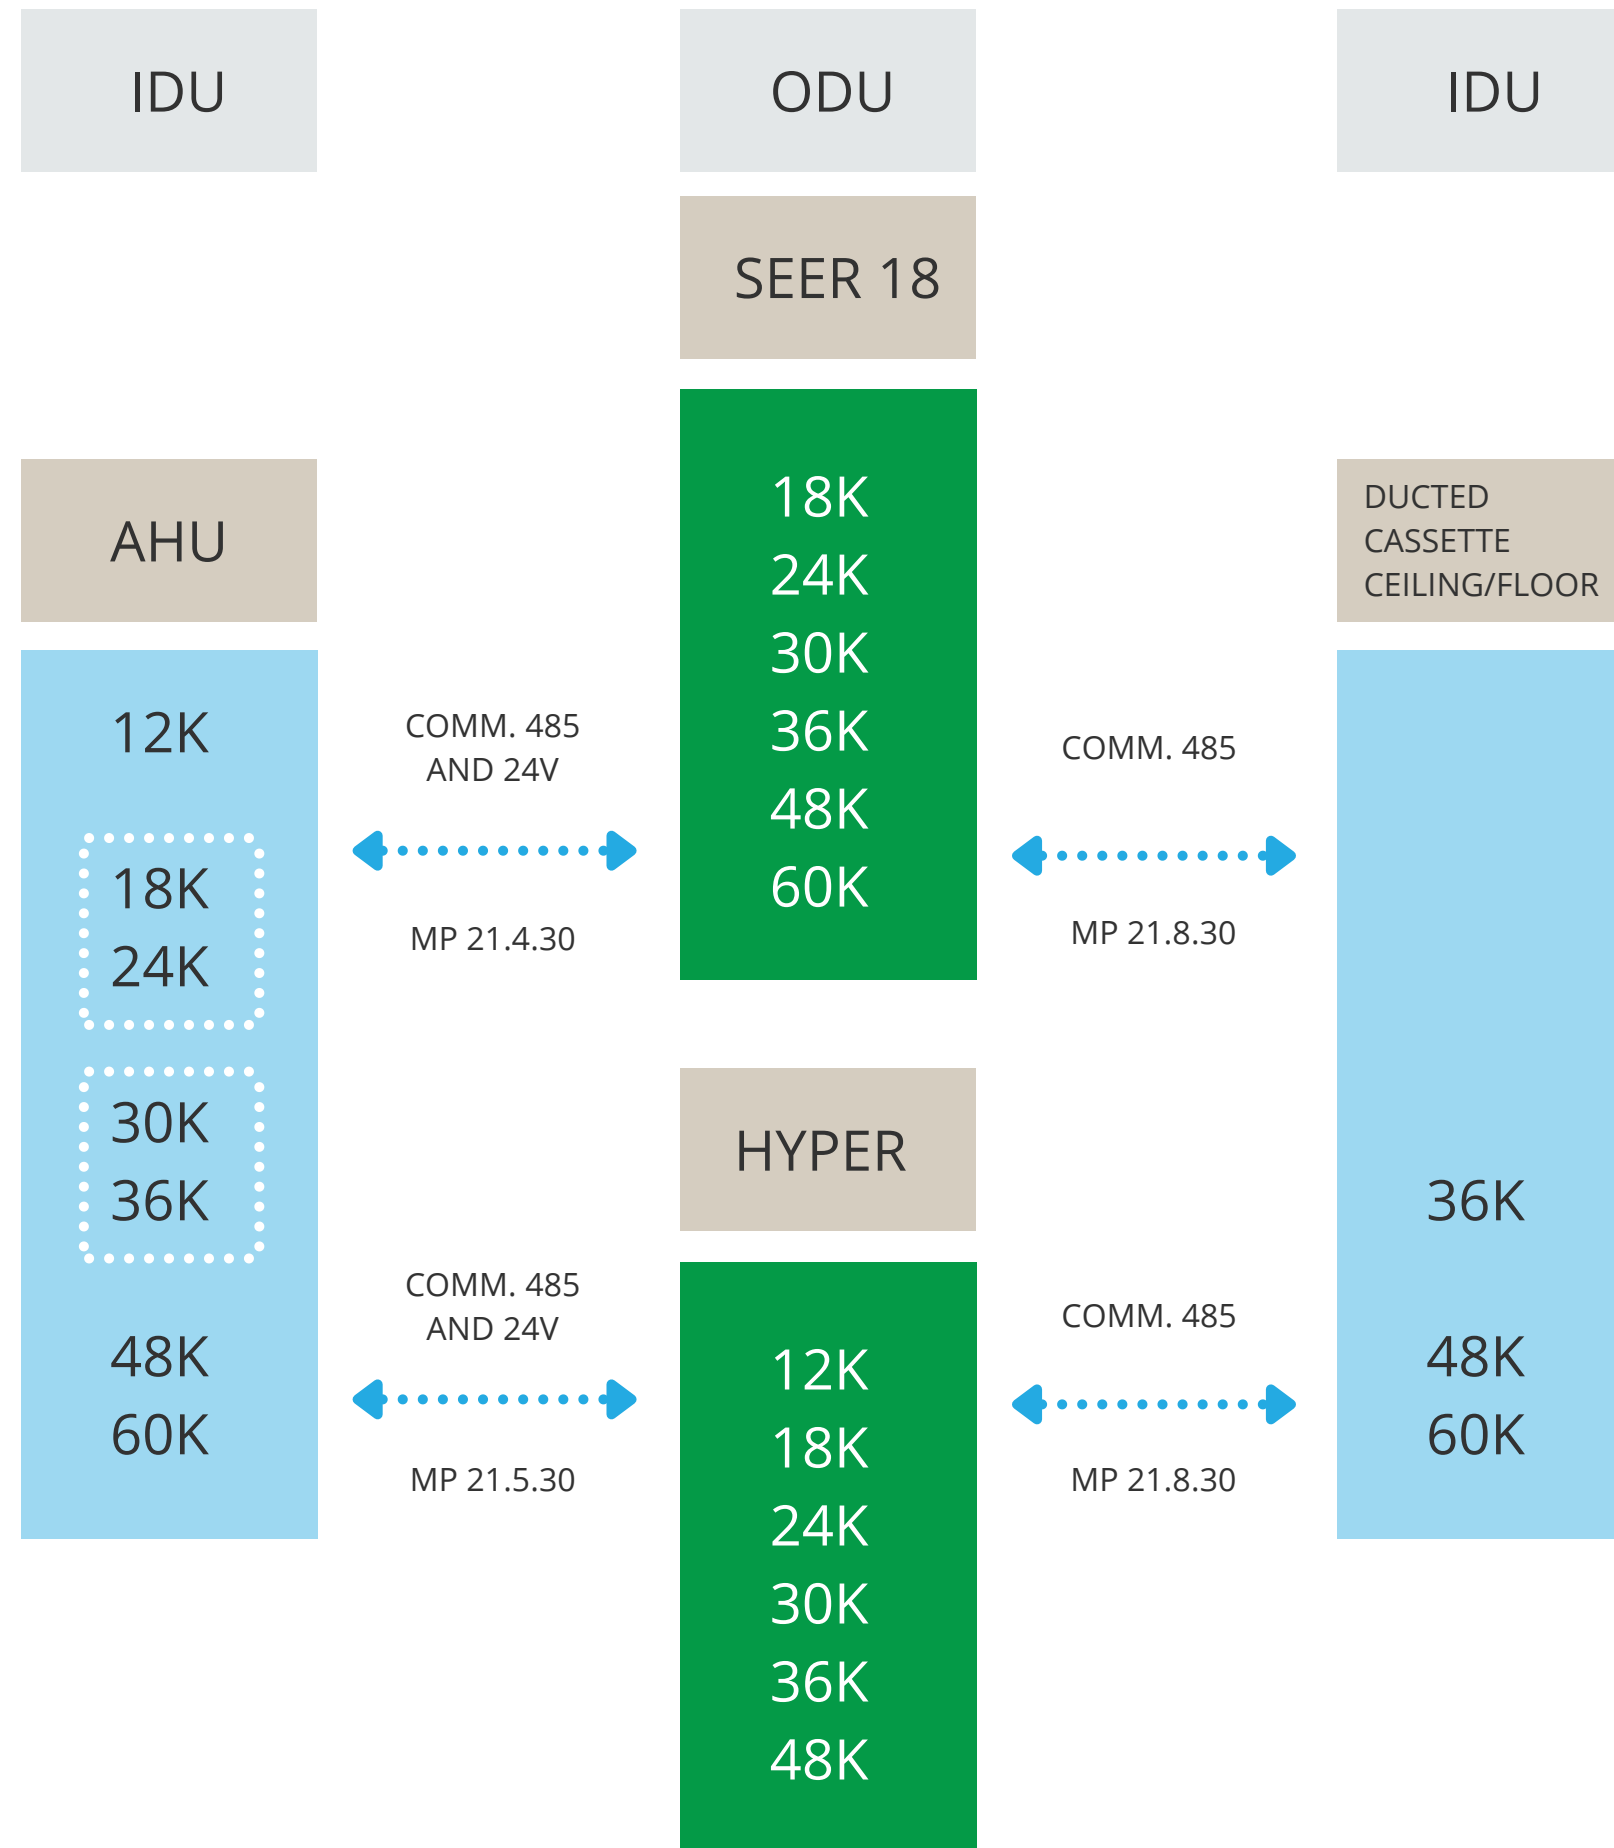 IDU
ODU
IDU
SEER 18
18K
24K
30K
36K
48K
60K
AHU
12K
18K
24K
30K
36K
48K
60K
COMM. 485
AND 24V
MP 21.4.30
COMM. 485
MP 21.8.30
DUCTED
CASSETTE
CEILING/FLOOR
36K
48K
60K
HYPER
12K
18K
24K
30K
36K
48K
COMM. 485
AND 24V
MP 21.5.30
COMM. 485
MP 21.8.30